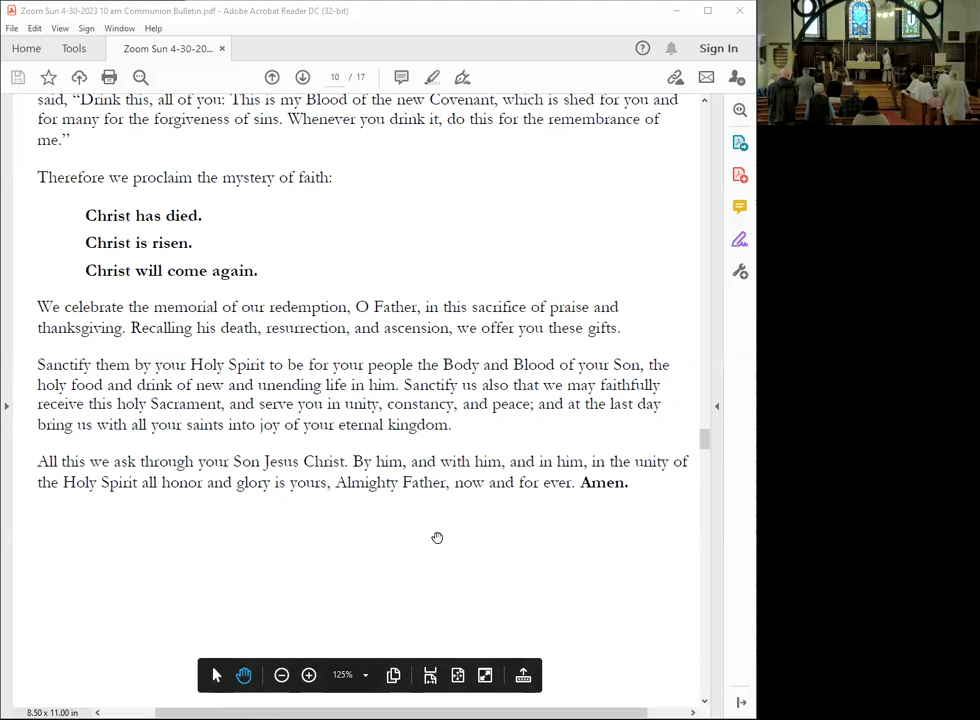 Zoom Sun 4-30-2023 10 am Communion Bulletin.pdf - Adobe Acrobat Reader DC (32-bit)
File Edit View Sign Window Help
Home Tools Zoom Sun 4-30-20... × Sign In
10 / 17
said, “Drink this, all of you: This is my Blood of the new Covenant, which is shed for you and
for many for the forgiveness of sins. Whenever you drink it, do this for the remembrance of
me.”
Therefore we proclaim the mystery of faith:
Christ has died.
Christ is risen.
Christ will come again.
We celebrate the memorial of our redemption, O Father, in this sacrifice of praise and
thanksgiving. Recalling his death, resurrection, and ascension, we offer you these gifts.
Sanctify them by your Holy Spirit to be for your people the Body and Blood of your Son, the
holy food and drink of new and unending life in him. Sanctify us also that we may faithfully
receive this holy Sacrament, and serve you in unity, constancy, and peace; and at the last day
bring us with all your saints into joy of your eternal kingdom.
All this we ask through your Son Jesus Christ. By him, and with him, and in him, in the unity of
the Holy Spirit all honor and glory is yours, Almighty Father, now and for ever. Amen.
125%
8.50 x 11.00 in